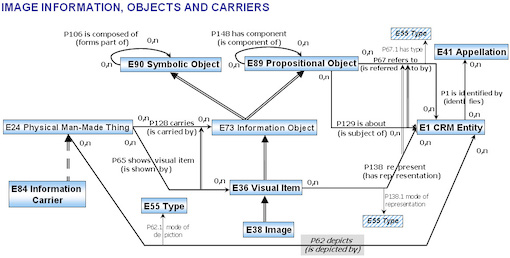 IMAGE INFORMATION, OBJECTS AND CARRIERS
P106 is composed of
(forms part of)
0,n
0,n
P148 has component
(is component of)
0,n
0,n
E55 Type
P67.1 has type
E41 Appellation
E90 Symbolic Object
E89 Propositional Object
0,n
P67 refers to
(is referred to by)
0,n
0,n
P1 is identified by
(identifies)
0,n
E24 Physical Man-Made Thing
0,n
P128 carries
(is carried by)
0,n
E73 Information Object
P129 is about
(is subject of)
0,n
0,n
E1 CRM Entity
0,n
0,n
P65 shows visual item
(is shown by)
0,n
P138 represent
(has representation)
0,n
0,n
E84 Information
Carrier
E36 Visual Item
0,n
E55 Type
P138.1 mode of
representation
P62.1 mode of
depiction
E38 Image
E55 Type
P62 depicts
(is depicted by)